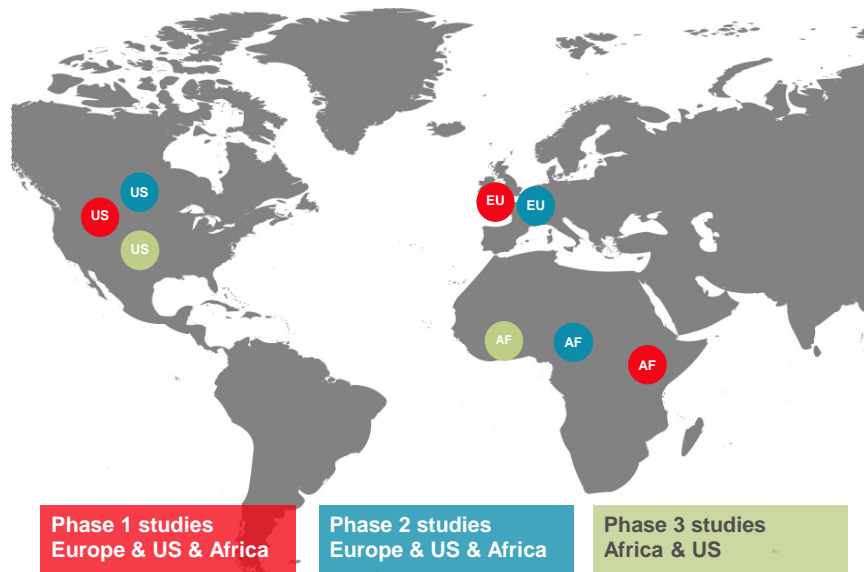 US
US
US
EU
EU
AF
AF
AF
Phase 1 studies
Europe & US & Africa
Phase 2 studies
Europe & US & Africa
Phase 3 studies
Africa & US